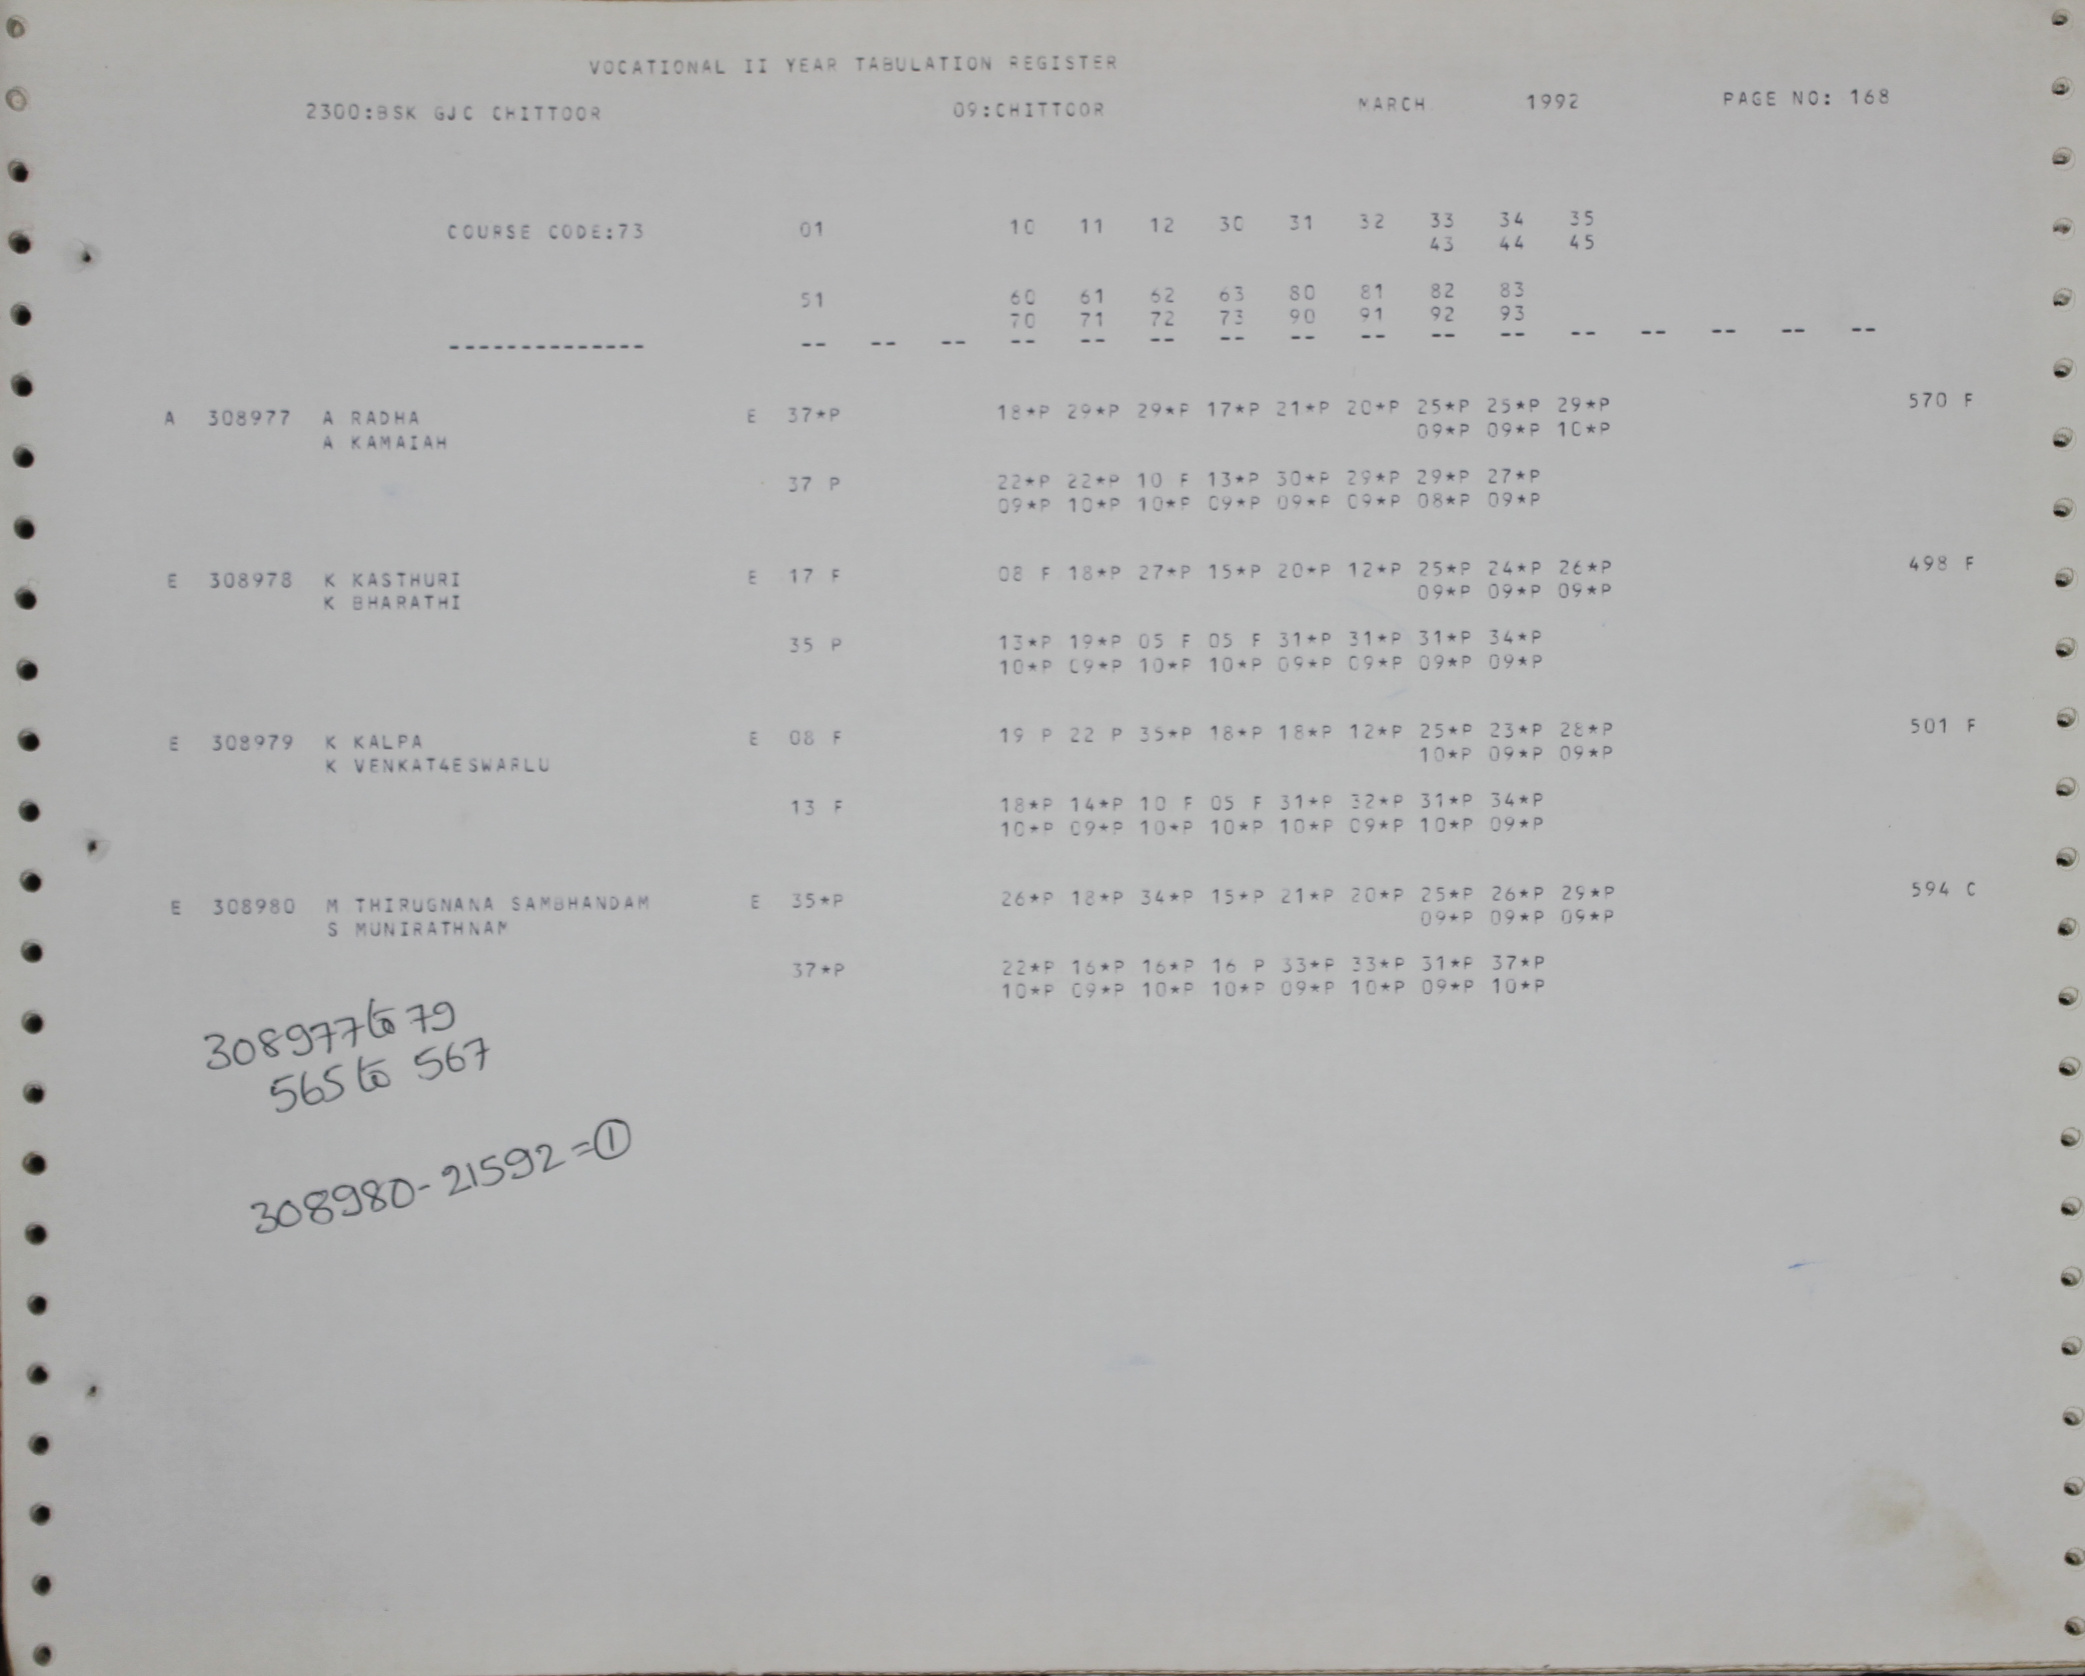 VOCATIONAL II YEAR TABULATION REGISTER
2300:BSK GJC CHITTOOR 09:CHITTOOR MARCH 1992 PAGE NO: 168
COURSE CODE:73 01 10 11 12 30 31 32 33 34 35
43 44 45
51 60 61 62 63 80 81 82 83
70 71 72 73 90 91 92 93
-------------- -- -- -- -- -- -- -- -- -- -- -- -- -- -- -- --
A 308977 A RADHA E 37*P 18*P 29*P 29*P 17*P 21*P 20*P 25*P 25*P 29*P 570 F
A KAMAIAH 09*P 09*P 10*P
37 P 22*P 22*P 10 F 13*P 30*P 29*P 29*P 27*P
09*P 10*P 10*P 09*P 09*P 09*P 08*P 09*P
E 308978 K KASTHURI E 17 F 08 F 18*P 27*P 15*P 20*P 12*P 25*P 24*P 26*P 498 F
K BHARATHI 09*P 09*P 09*P
35 P 13*P 19*P 05 F 05 F 31*P 31*P 31*P 34*P
10*P 09*P 10*P 10*P 09*P 09*P 09*P 09*P
E 308979 K KALPA E 08 F 19 P 22 P 35*P 18*P 18*P 12*P 25*P 23*P 28*P 501 F
K VENKAT4ESWARLU 10*P 09*P 09*P
13 F 18*P 14*P 10 F 05 F 31*P 32*P 31*P 34*P
10*P 09*P 10*P 10*P 10*P 09*P 10*P 09*P
E 308980 M THIRUGNANA SAMBHANDAM E 35*P 26*P 18*P 34*P 15*P 21*P 20*P 25*P 26*P 29*P 594 C
S MUNIRATHNAM 09*P 09*P 09*P
37*P 22*P 16*P 16*P 16 P 33*P 33*P 31*P 37*P
10*P 09*P 10*P 10*P 09*P 10*P 09*P 10*P
308977 to 79
565 to 567
308980-21592=①